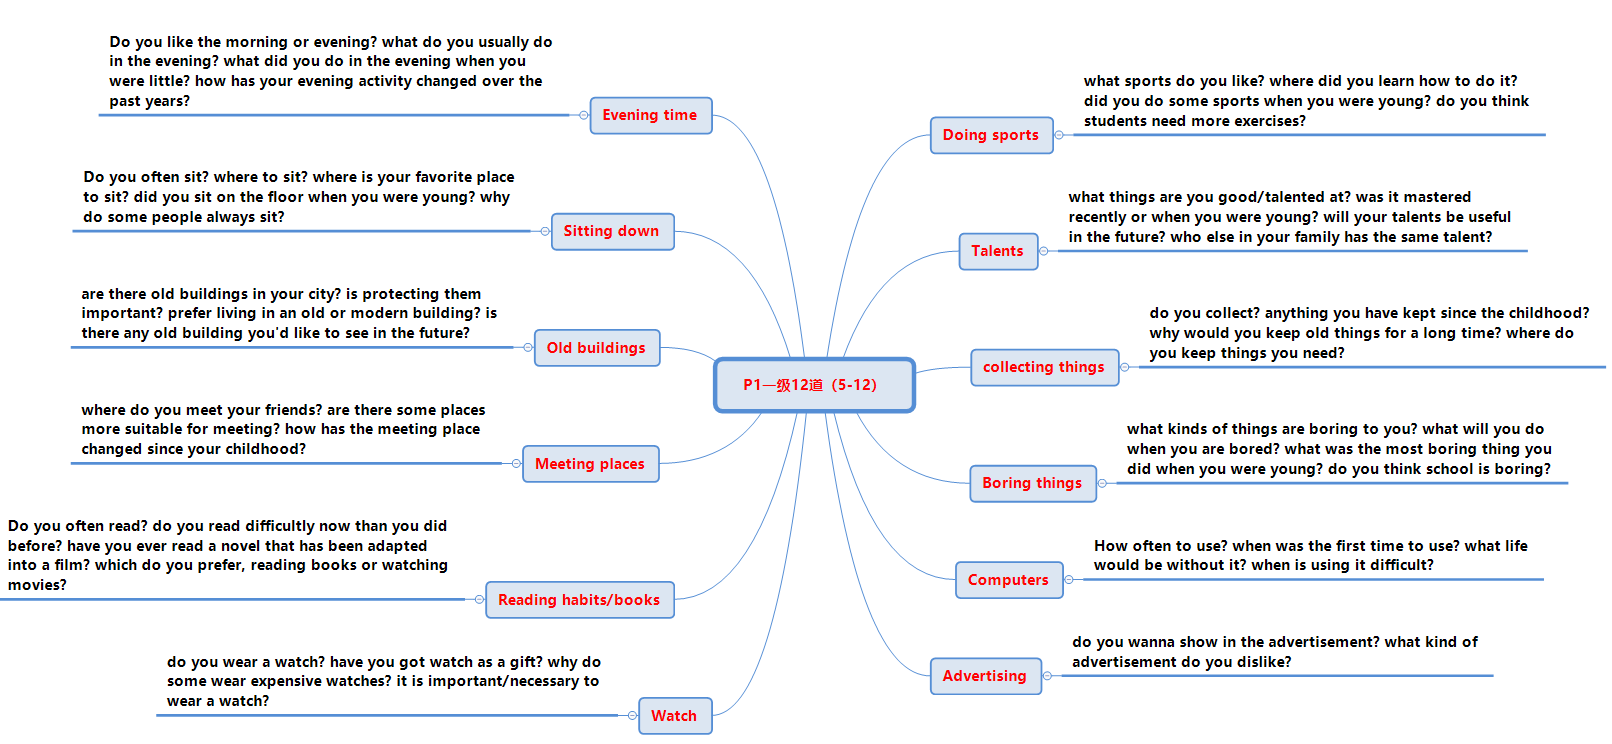 P1一级12道（5-12）
Doing sports
what sports do you like? where did you learn how to do it?
did you do some sports when you were young? do you think
students need more exercises?
Talents
what things are you good/talented at? was it mastered
recently or when you were young? will your talents be useful
in the future? who else in your family has the same talent?
collecting things
do you collect? anything you have kept since the childhood?
why would you keep old things for a long time? where do
you keep things you need?
Boring things
what kinds of things are boring to you? what will you do
when you are bored? what was the most boring thing you
did when you were young? do you think school is boring?
Computers
How often to use? when was the first time to use? what life
would be without it? when is using it difficult?
Advertising
do you wanna show in the advertisement? what kind of
advertisement do you dislike?
Evening time
Do you like the morning or evening? what do you usually do
in the evening? what did you do in the evening when you
were little? how has your evening activity changed over the
past years?
Sitting down
Do you often sit? where to sit? where is your favorite place
to sit? did you sit on the floor when you were young? why
do some people always sit?
Old buildings
are there old buildings in your city? is protecting them
important? prefer living in an old or modern building? is
there any old building you'd like to see in the future?
Meeting places
where do you meet your friends? are there some places
more suitable for meeting? how has the meeting place
changed since your childhood?
Reading habits/books
Do you often read? do you read difficultly now than you did
before? have you ever read a novel that has been adapted
into a film? which do you prefer, reading books or watching
movies?
Watch
do you wear a watch? have you got watch as a gift? why do
some wear expensive watches? it is important/necessary to
wear a watch?